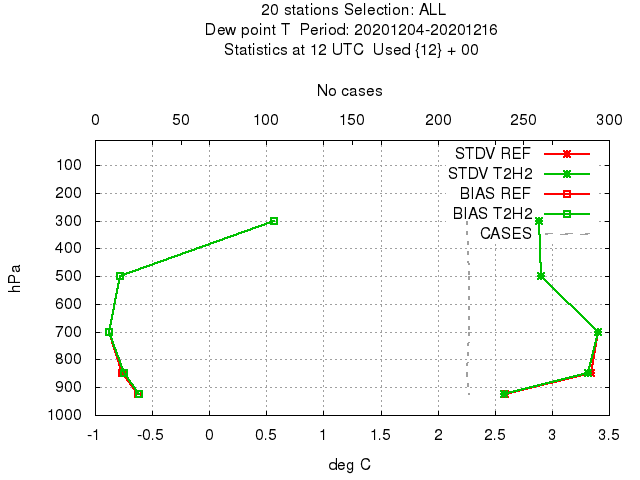 20 stations Selection: ALL
Dew point T  Period: 20201204-20201216
Statistics at 12 UTC  Used {12} + 00
No cases
0 50 100 150 200 250 300
STDV REF
STDV T2H2
BIAS REF
BIAS T2H2
CASES
100
200
300
400
500
600
700
800
900
1000
hPa
-1 -0.5 0 0.5 1 1.5 2 2.5 3 3.5
deg C